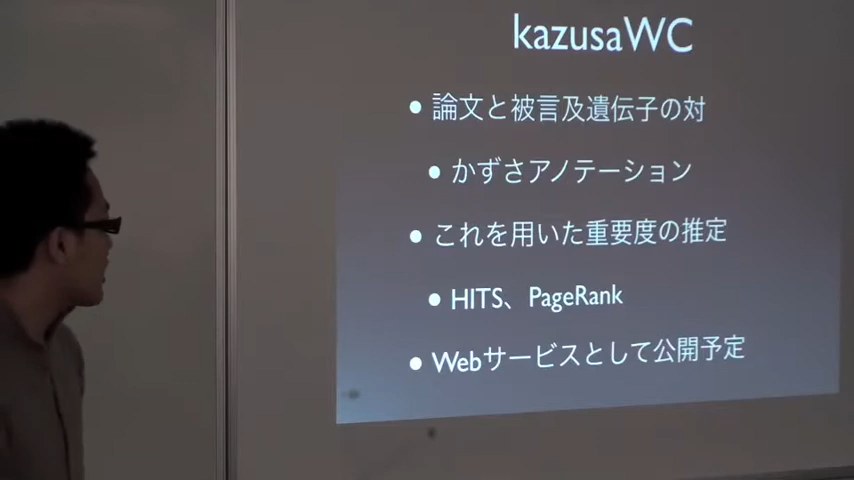 kazusaWC
• 論文と被言及遺伝子の対
• かずさアノテーション
• これを用いた重要度の推定
• HITS、PageRank
• Webサービスとして公開予定